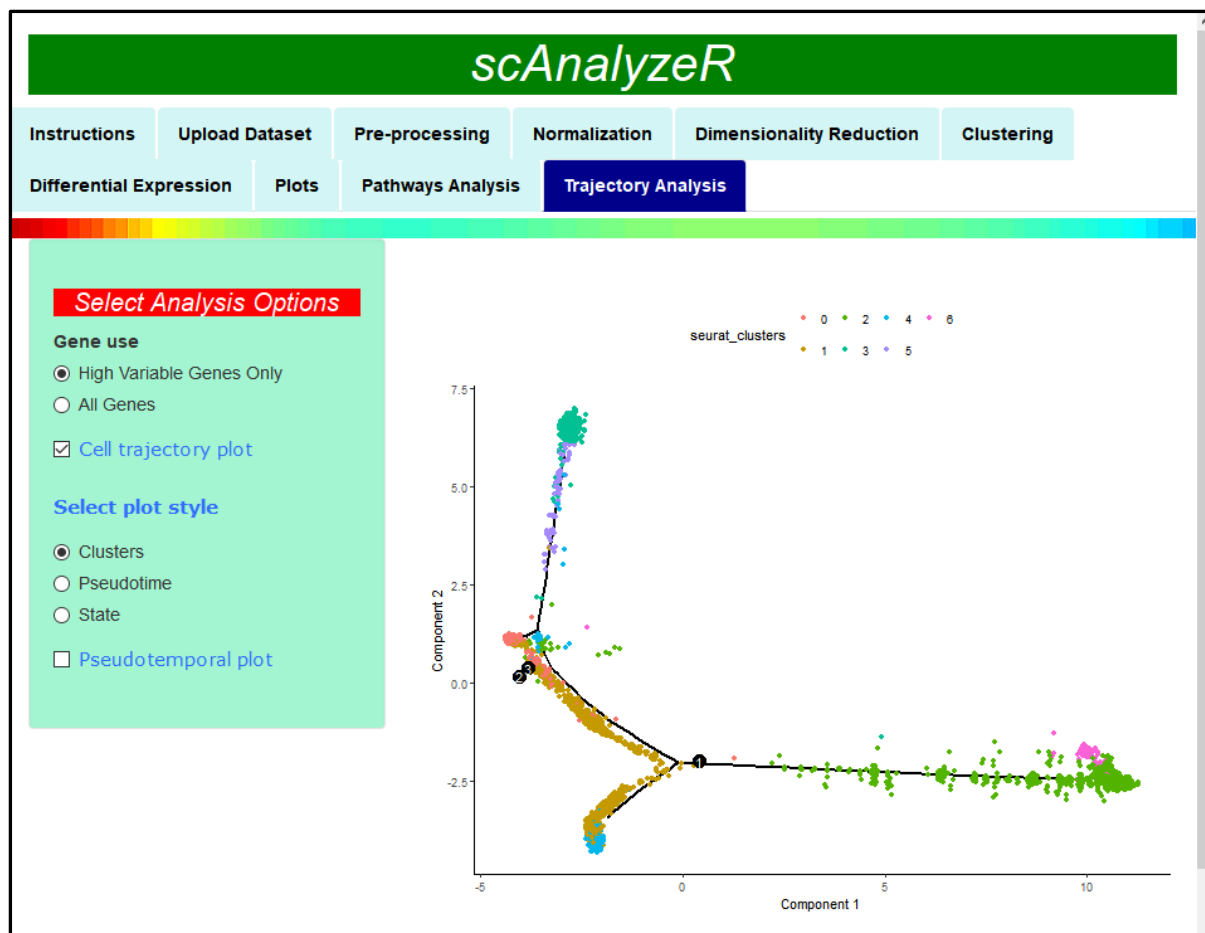 scAnalyzeR
Instructions Upload Dataset Pre-processing Normalization Dimensionality Reduction Clustering
Differential Expression Plots Pathways Analysis Trajectory Analysis
Select Analysis Options
Gene use
High Variable Genes Only
All Genes
Cell trajectory plot
Select plot style
Clusters
Pseudotime
State
Pseudotemporal plot
seurat_clusters
0 2 4 6
1 3 5
7.5
5.0
2.5
0.0
-2.5
Component 2
3
2
1
-5 0 5 10
Component 1